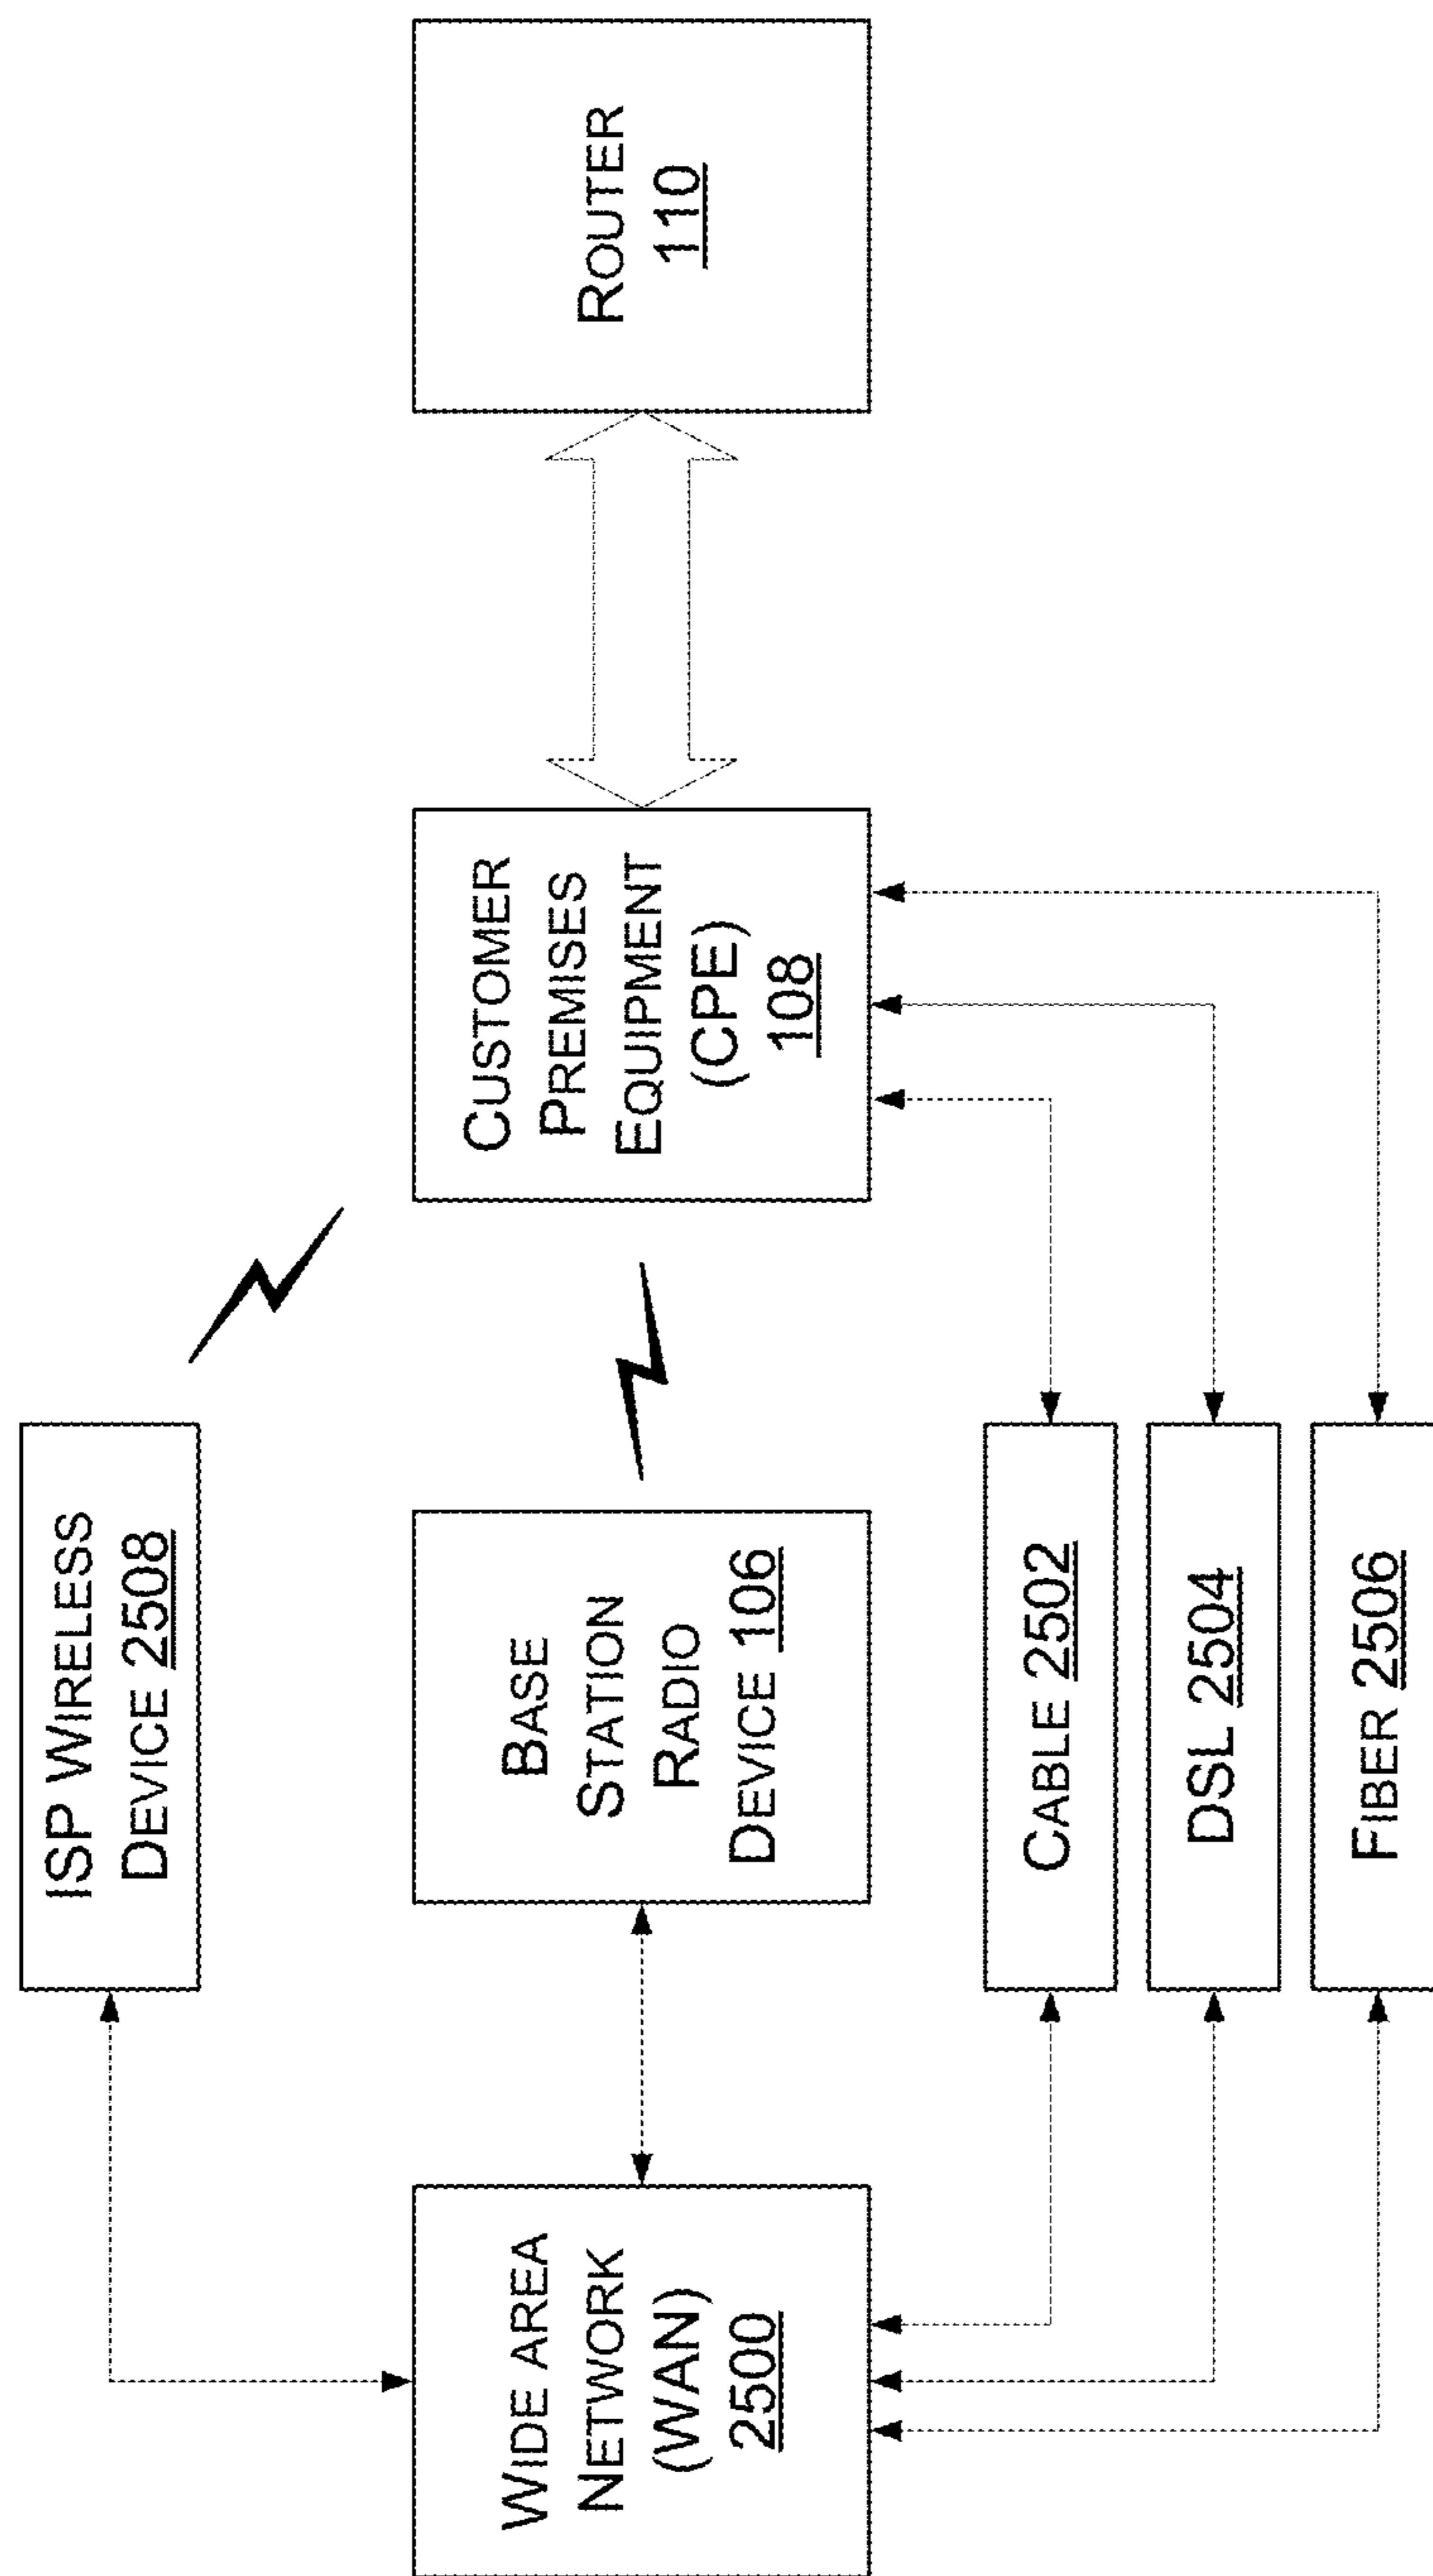 ISP WIRELESS
DEVICE 2508
WIDE AREA
NETWORK
(WAN)
2500
BASE
STATION
RADIO
DEVICE 106
CUSTOMER
PREMISES
EQUIPMENT
(CPE)
108
ROUTER
110
CABLE 2502
DSL 2504
FIBER 2506